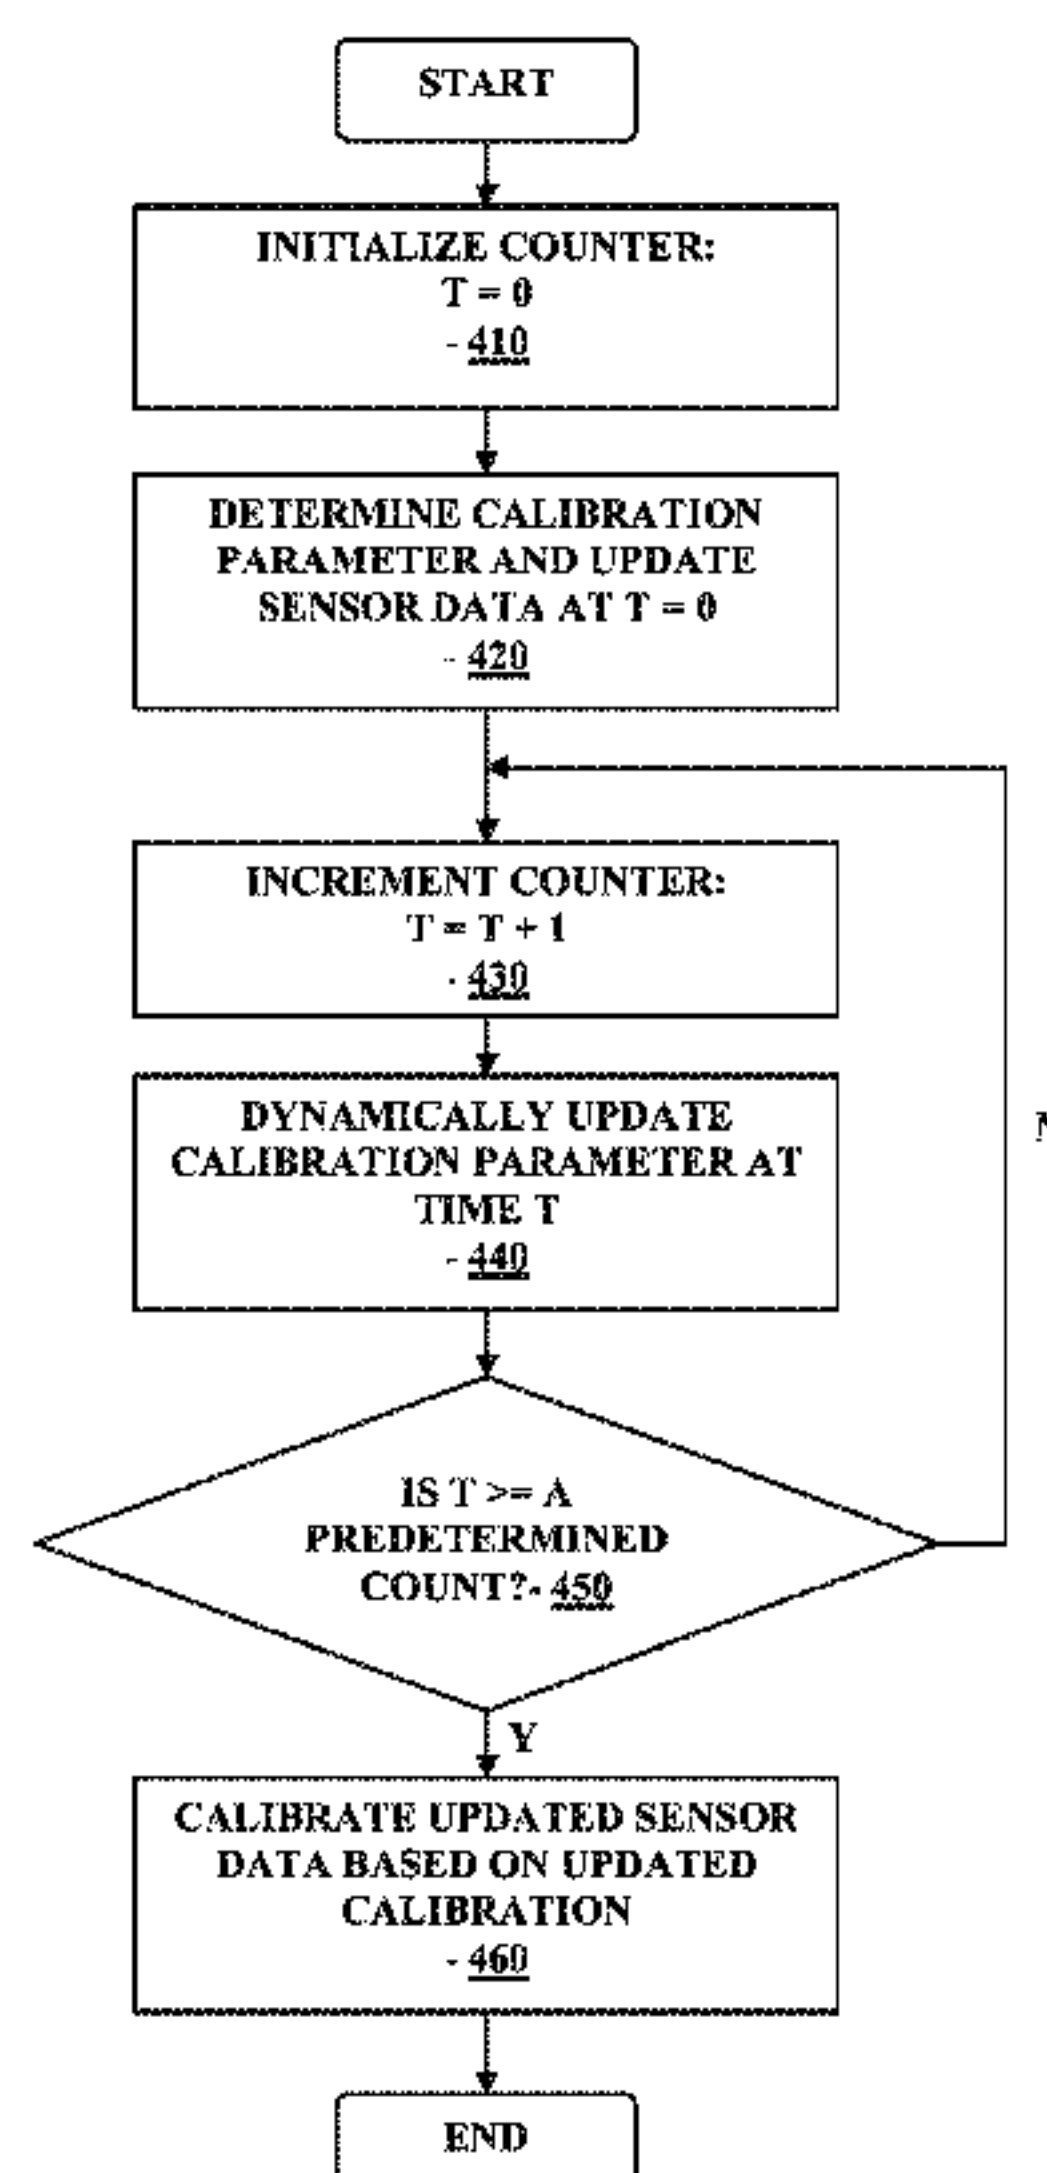 START
INITIALIZE COUNTER:
T = 0
- 410
DETERMINE CALIBRATION
PARAMETER AND UPDATE
SENSOR DATA AT T = 0
- 420
INCREMENT COUNTER:
T = T + 1
- 430
DYNAMICALLY UPDATE
CALIBRATION PARAMETER AT
TIME T
- 440
N
IS T >= A
PREDETERMINED
COUNT?- 450
Y
CALIBRATE UPDATED SENSOR
DATA BASED ON UPDATED
CALIBRATION
- 460
END